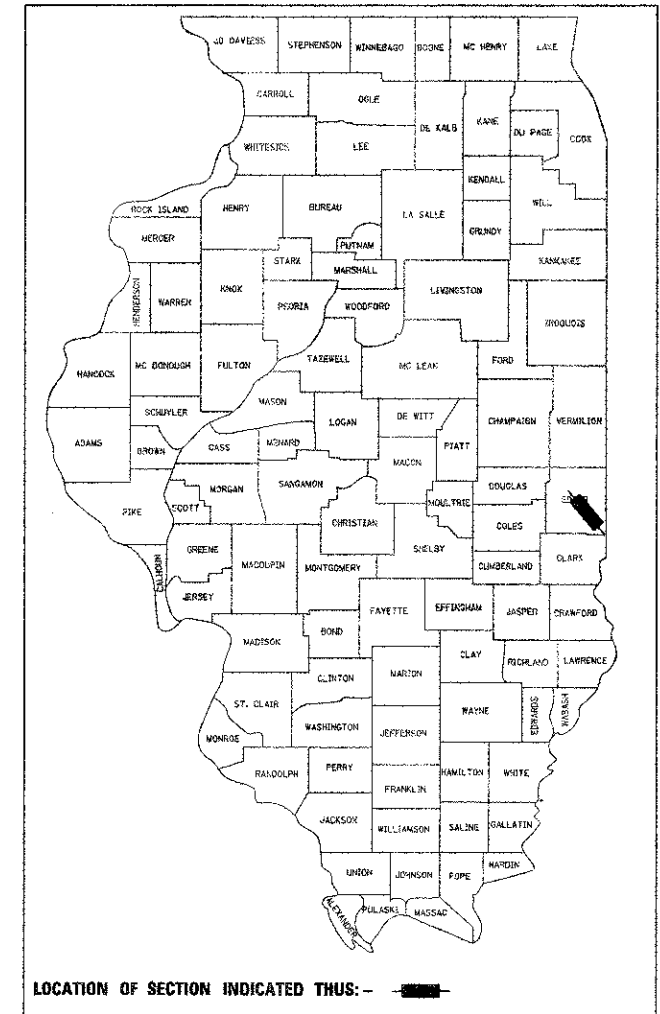 JO DAVIESS STEPHENSON WINNEBAGO BOONE MC HENRY LAKE
CARROLL OGLE DE KALB KANE DU PAGE COOK
WHITESIDE LEE KENDALL WILL
ROCK ISLAND HENRY BUREAU LA SALLE GRUNDY
MERCER PUTNAM KANKAKEE
STARK MARSHALL
HENDERSON WARREN KNOX PEORIA WOODFORD LIVINGSTON IROQUOIS
HANCOCK MC DONOUGH FULTON TAZEWELL MC LEAN FORD
MASON
SCHUYLER LOGAN DE WITT CHAMPAIGN VERMILION
ADAMS BROWN CASS MENARD MACON PIATT
PIKE SCOTT MORGAN SANGAMON CHRISTIAN MOULTRIE DOUGLAS
COLES
CALHOUN GREENE MACOUPIN MONTGOMERY SHELBY CUMBERLAND CLARK
JERSEY FAYETTE EFFINGHAM JASPER CRAWFORD
MADISON BOND CLAY RICHLAND LAWRENCE
CLINTON MARION
ST. CLAIR WASHINGTON JEFFERSON WAYNE EDWARDS WABASH
MONROE
RANDOLPH PERRY FRANKLIN HAMILTON WHITE
JACKSON WILLIAMSON SALINE GALLATIN
UNION JOHNSON POPE HARDIN
ALEXANDER PULASKI MASSAC
LOCATION OF SECTION INDICATED THUS: -